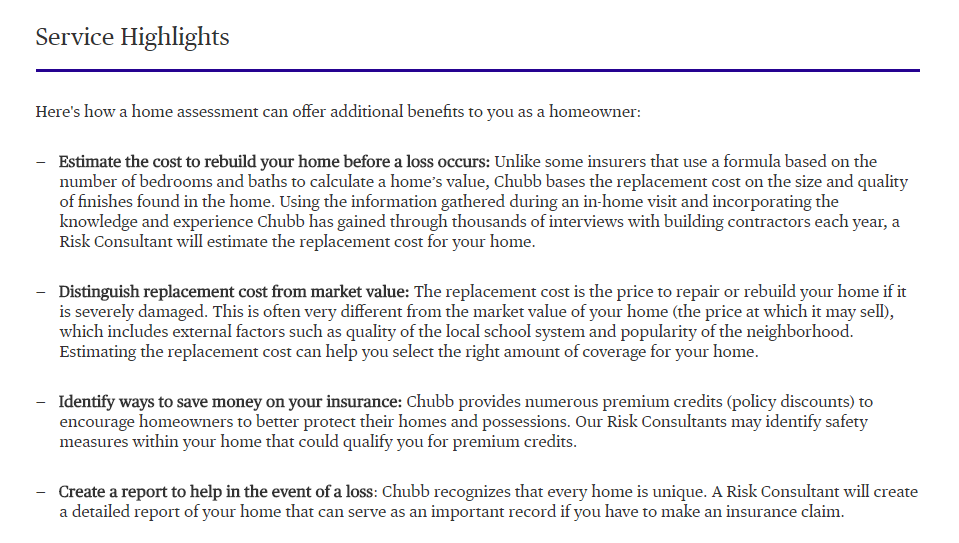 Service Highlights
Here's how a home assessment can offer additional benefits to you as a homeowner:
– Estimate the cost to rebuild your home before a loss occurs: Unlike some insurers that use a formula based on the
number of bedrooms and baths to calculate a home’s value, Chubb bases the replacement cost on the size and quality
of finishes found in the home. Using the information gathered during an in-home visit and incorporating the
knowledge and experience Chubb has gained through thousands of interviews with building contractors each year, a
Risk Consultant will estimate the replacement cost for your home.
– Distinguish replacement cost from market value: The replacement cost is the price to repair or rebuild your home if it
is severely damaged. This is often very different from the market value of your home (the price at which it may sell),
which includes external factors such as quality of the local school system and popularity of the neighborhood.
Estimating the replacement cost can help you select the right amount of coverage for your home.
– Identify ways to save money on your insurance: Chubb provides numerous premium credits (policy discounts) to
encourage homeowners to better protect their homes and possessions. Our Risk Consultants may identify safety
measures within your home that could qualify you for premium credits.
– Create a report to help in the event of a loss: Chubb recognizes that every home is unique. A Risk Consultant will create
a detailed report of your home that can serve as an important record if you have to make an insurance claim.